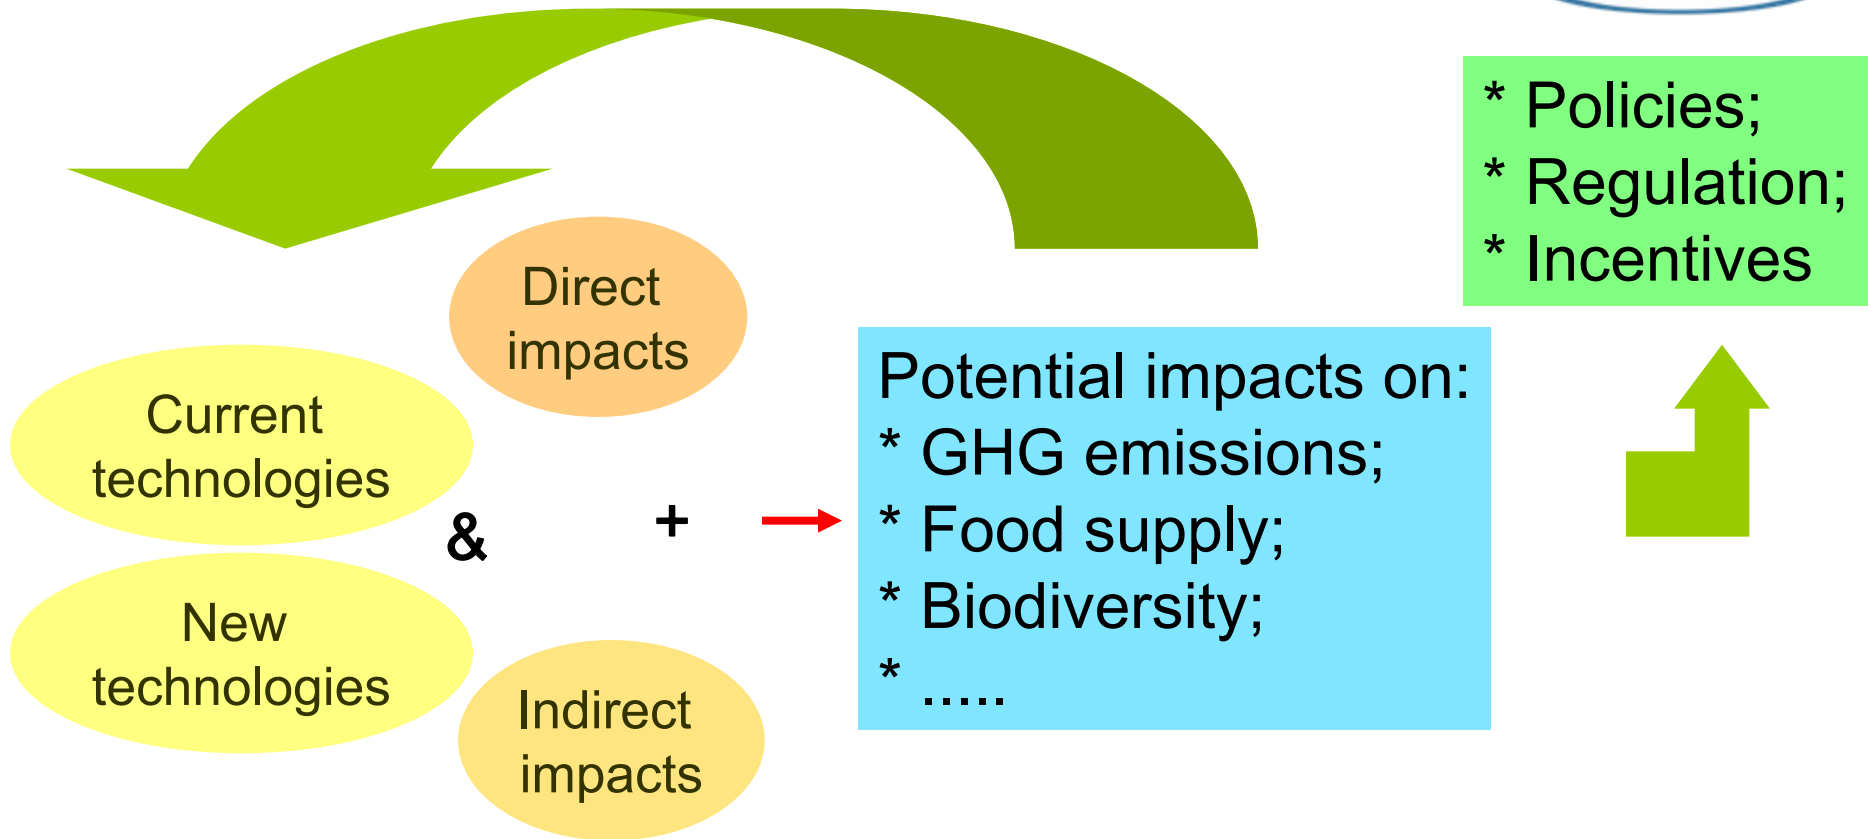 * Policies;
* Regulation;
* Incentives
Direct
impacts
Current
technologies
&
+
New
technologies
Indirect
impacts
Potential impacts on:
* GHG emissions;
* Food supply;
* Biodiversity;
* .....